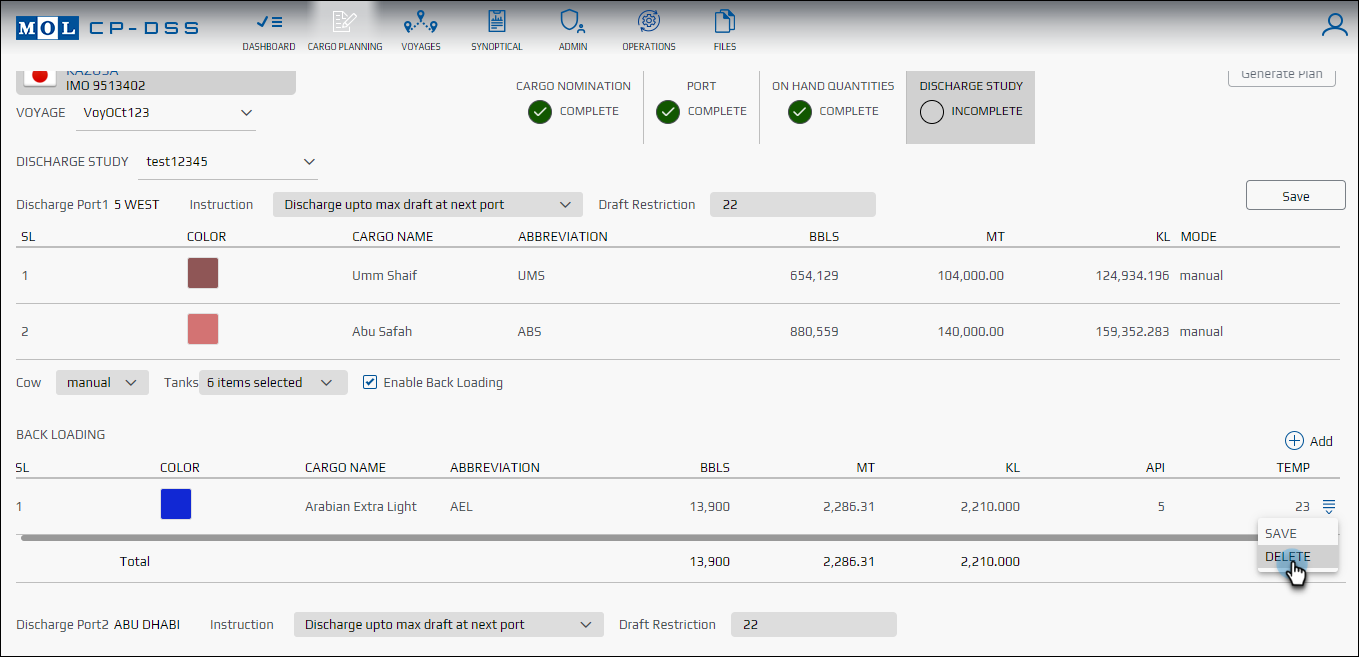 MOL CP-DSS
DASHBOARD CARGO PLANNING VOYAGES SYNOPTICAL ADMIN OPERATIONS FILES
KAZUSA
IMO 9513402
Generate Plan
CARGO NOMINATION PORT ON HAND QUANTITIES DISCHARGE STUDY
COMPLETE COMPLETE COMPLETE INCOMPLETE
VOYAGE VoyOCt123
DISCHARGE STUDY test12345
Save
Discharge Port1 5 WEST Instruction Discharge upto max draft at next port Draft Restriction 22
SL COLOR CARGO NAME ABBREVIATION BBLS MT KL MODE
1 Umm Shaif UMS 654,129 104,000.00 124,934.196 manual
2 Abu Safah ABS 880,559 140,000.00 159,352.283 manual
Cow manual Tanks 6 items selected Enable Back Loading
BACK LOADING
Add
SL COLOR CARGO NAME ABBREVIATION BBLS MT KL API TEMP
1 Arabian Extra Light AEL 13,900 2,286.31 2,210.000 5 23
SAVE
DELETE
Total 13,900 2,286.31 2,210.000
Discharge Port2 ABU DHABI Instruction Discharge upto max draft at next port Draft Restriction 22